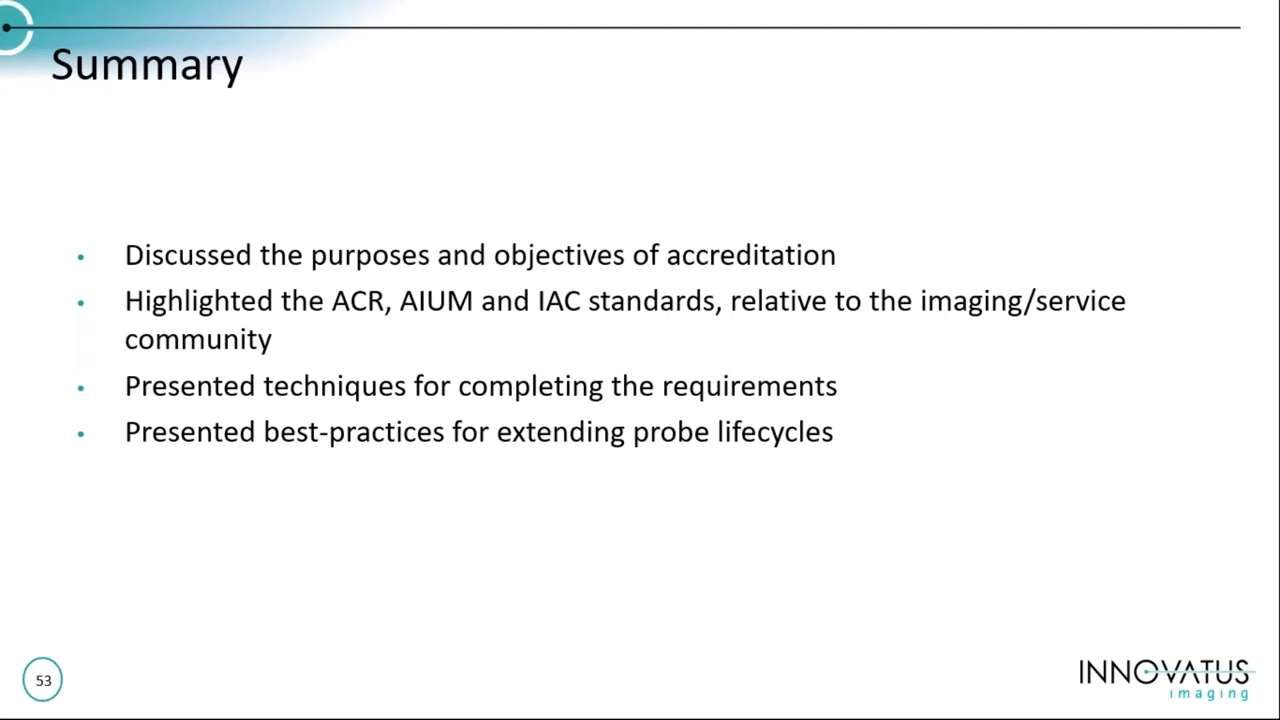 Summary
• Discussed the purposes and objectives of accreditation
• Highlighted the ACR, AIUM and IAC standards, relative to the imaging/service
community
• Presented techniques for completing the requirements
• Presented best-practices for extending probe lifecycles
53
INNOVATUS
imaging